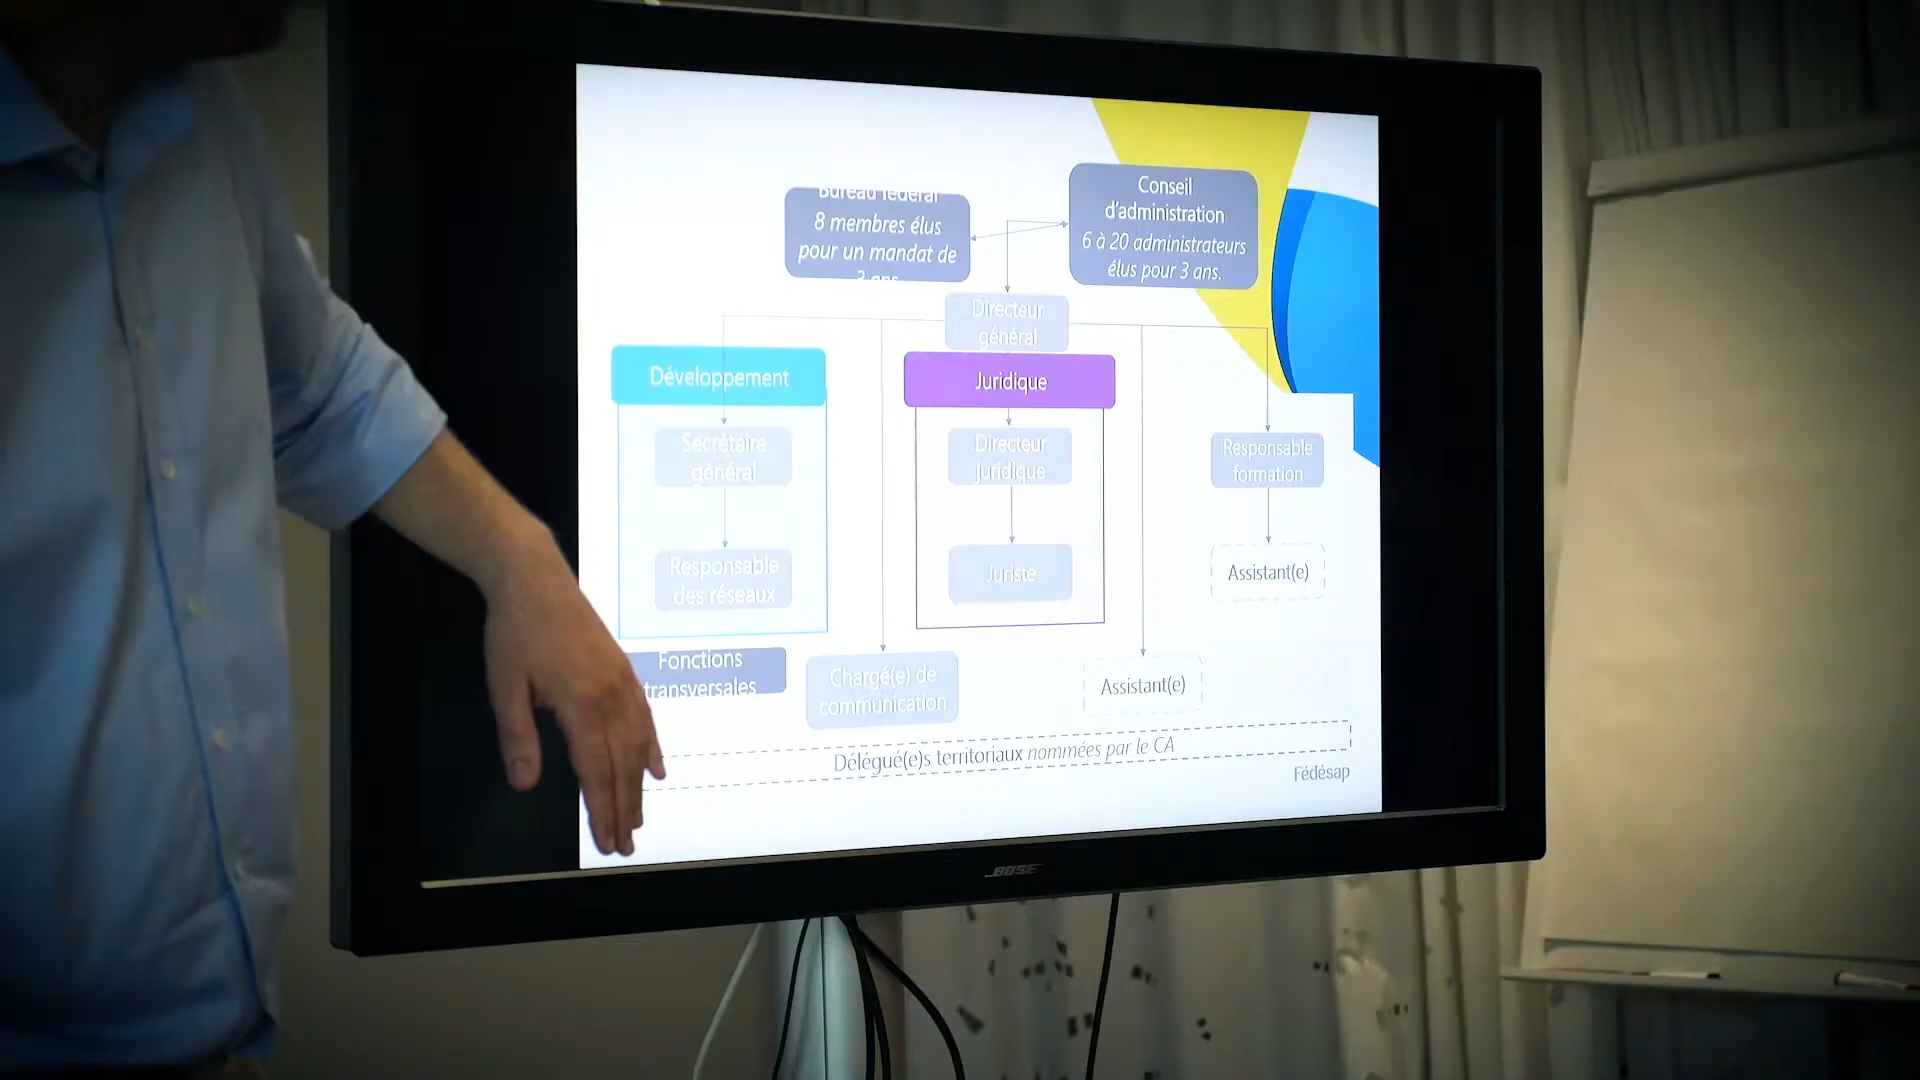 Bureau fédéral
8 membres élus
pour un mandat de
3 ans
Conseil
d'administration
6 à 20 administrateurs
élus pour 3 ans.
Directeur
général
Développement
Juridique
Secrétaire
général
Directeur
Juridique
Responsable
formation
Responsable
des réseaux
Juriste
Assistant(e)
Fonctions
transversales
Chargé(e) de
communication
Assistant(e)
Délégué(e)s territoriaux nommées par le CA
Fédésap
BOSE